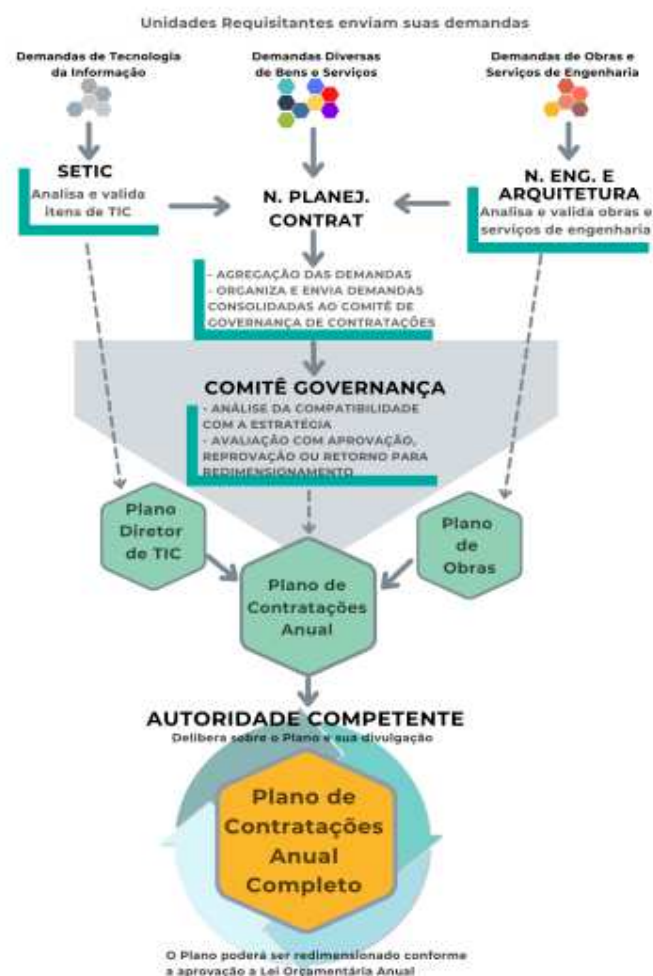 Unidades Requisitantes enviam suas demandas
Demandas de Tecnologia
da Informação
Demandas Diversas
de Bens e Serviços
Demandas de Obras e
Serviços de Engenharia
SETIC
Analisa e valida
itens de TIC
N. PLANEJ.
CONTRAT
N. ENG. E
ARQUITETURA
Analisa e valida obras e
serviços de engenharia
- AGREGAÇÃO DAS DEMANDAS
- ORGANIZA E ENVIA DEMANDAS
CONSOLIDADAS AO COMITÊ DE
GOVERNANÇA DE CONTRATAÇÕES
COMITÊ GOVERNANÇA
- ANÁLISE DA COMPATIBILIDADE
COM A ESTRATÉGIA
- AVALIAÇÃO COM APROVAÇÃO,
REPROVAÇÃO OU RETORNO PARA
REDIMENSIONAMENTO
Plano
Diretor
de TIC
Plano
de
Obras
Plano de
Contratações
Anual
AUTORIDADE COMPETENTE
Delibera sobre o Plano e sua divulgação
Plano de
Contratações
Anual
Completo
O Plano poderá ser redimensionado conforme
a aprovação a Lei Orçamentária Anual